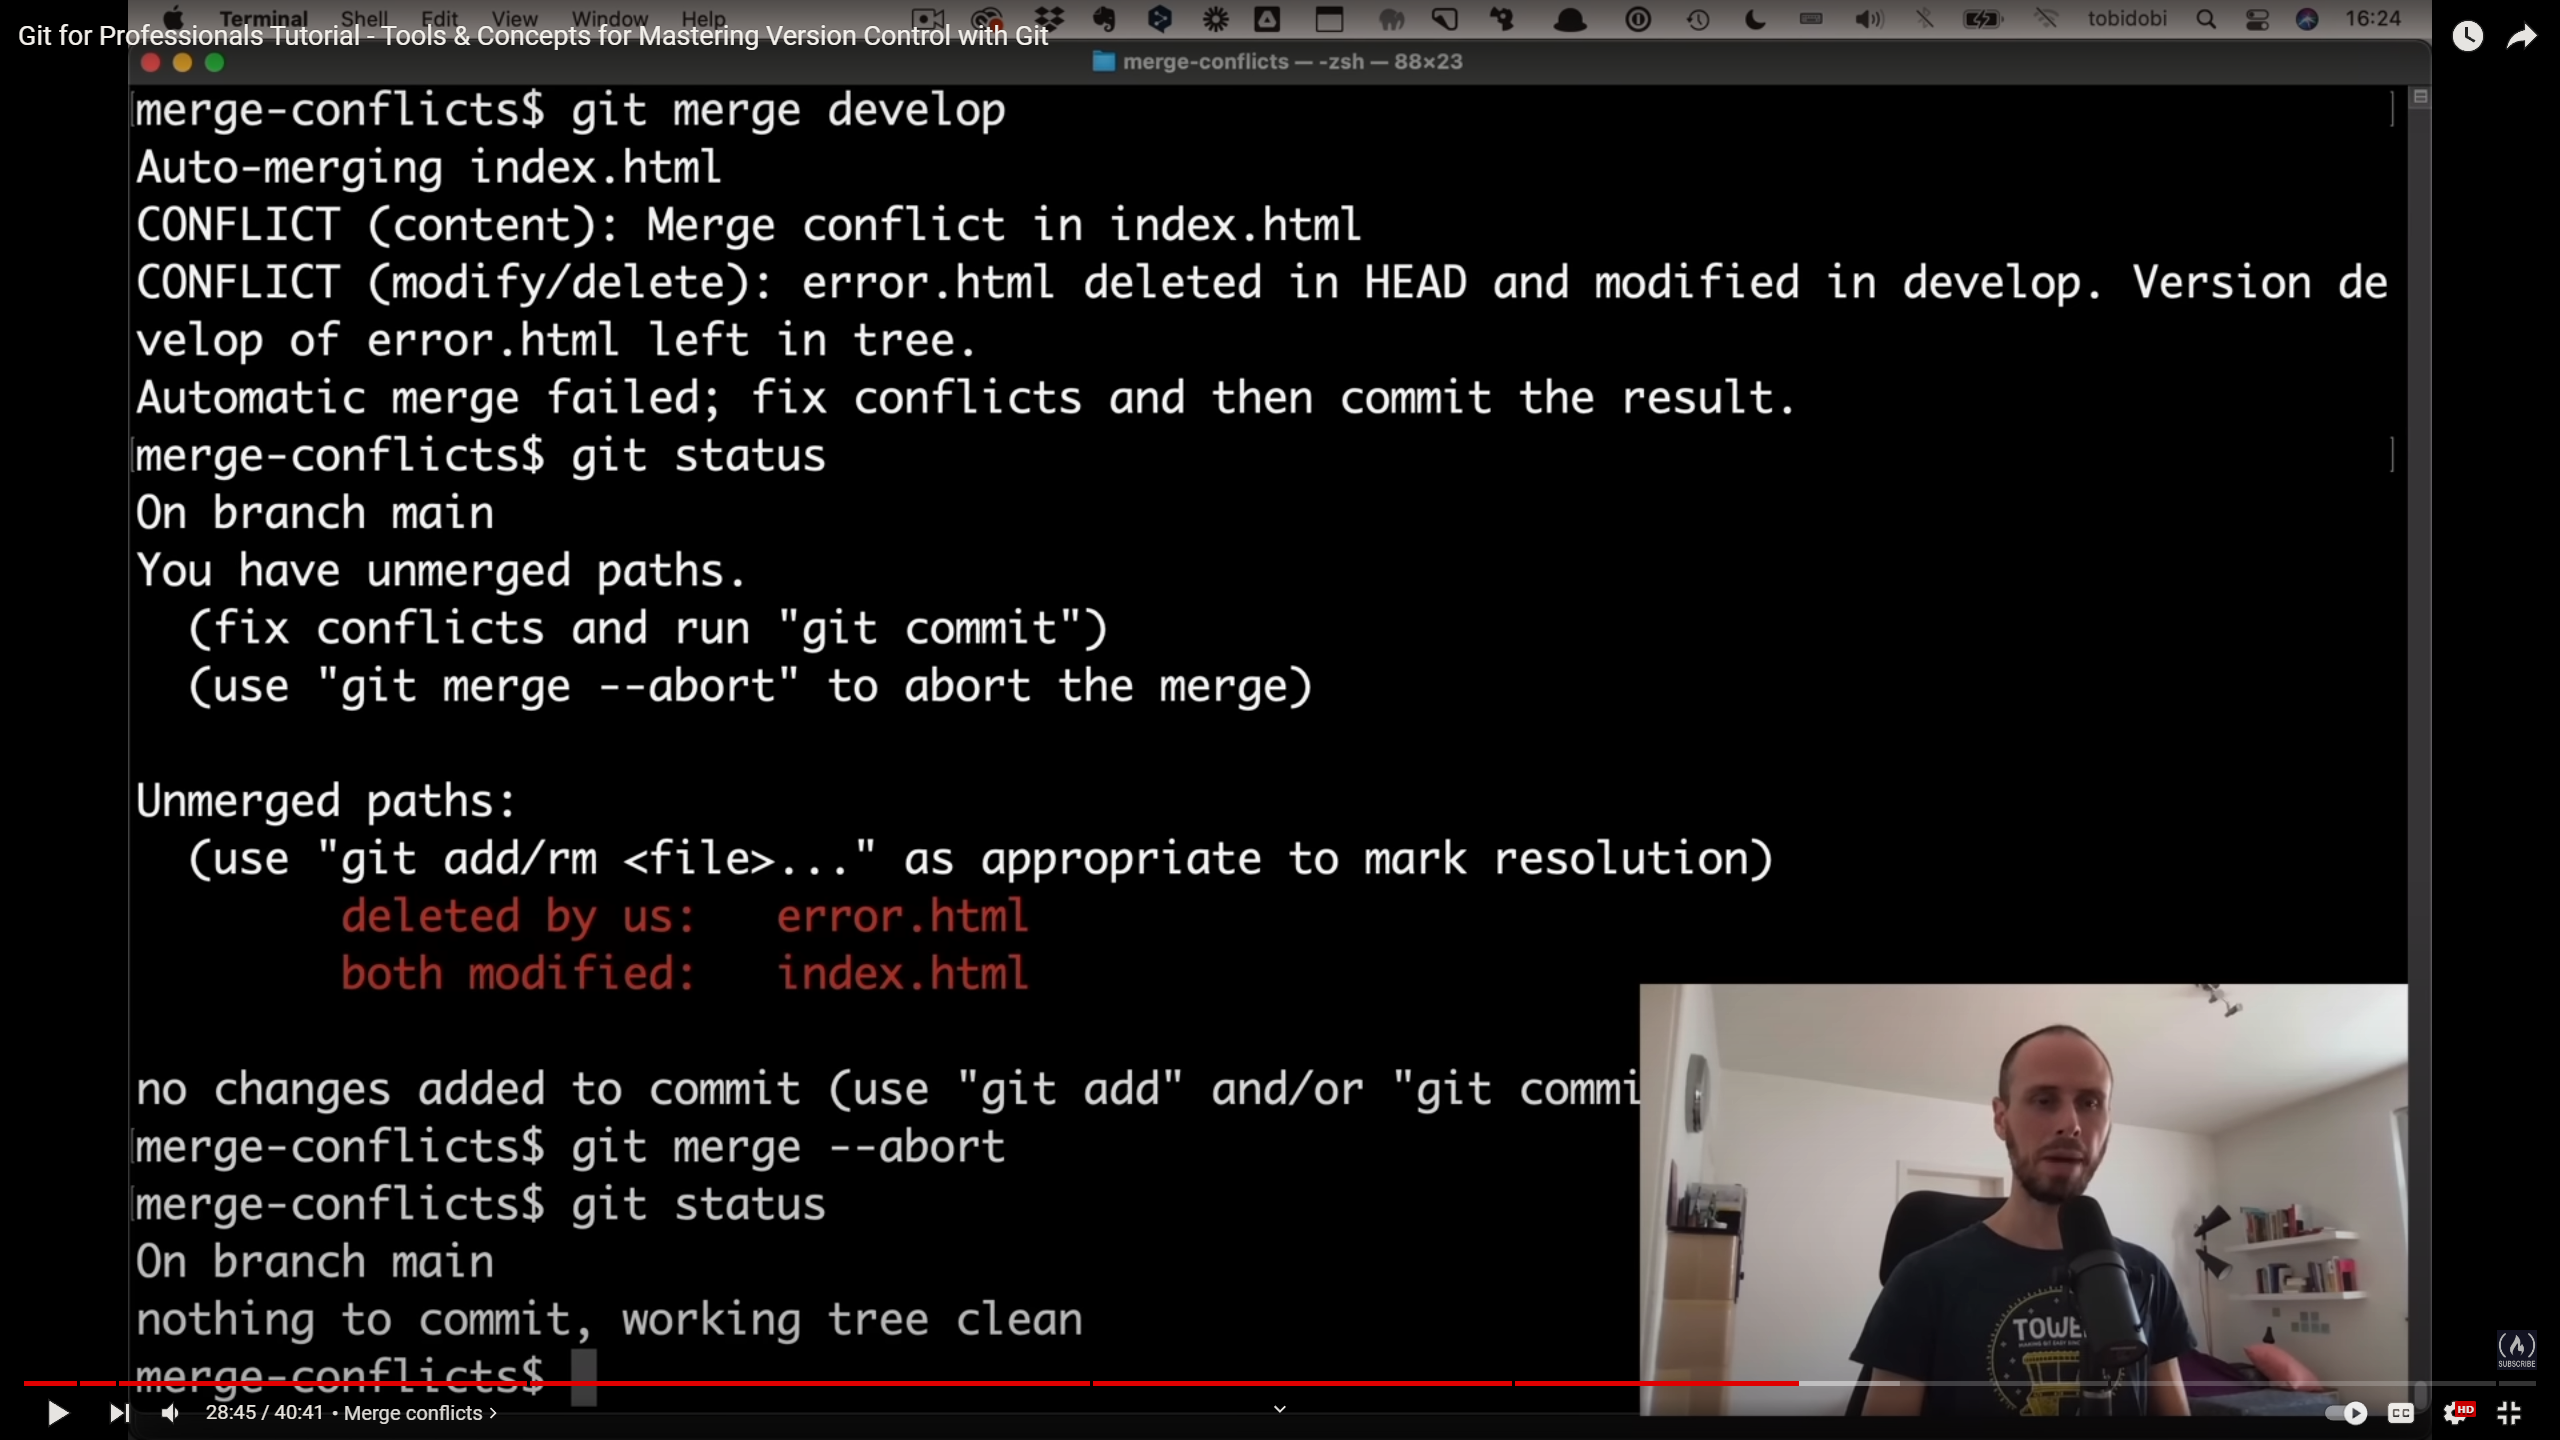 Terminal Shell Edit View Window Help tobidobi 16:24
Git for Professionals Tutorial - Tools & Concepts for Mastering Version Control with Git
merge-conflicts — -zsh — 88×23
merge-conflicts$ git merge develop
Auto-merging index.html
CONFLICT (content): Merge conflict in index.html
CONFLICT (modify/delete): error.html deleted in HEAD and modified in develop. Version de
velop of error.html left in tree.
Automatic merge failed; fix conflicts and then commit the result.
merge-conflicts$ git status
On branch main
You have unmerged paths.
(fix conflicts and run "git commit")
(use "git merge --abort" to abort the merge)
Unmerged paths:
(use "git add/rm <file>..." as appropriate to mark resolution)
deleted by us: error.html
both modified: index.html
no changes added to commit (use "git add" and/or "git commi
merge-conflicts$ git merge --abort
merge-conflicts$ git status
On branch main
nothing to commit, working tree clean
merge-conflicts$
TOWE
SUBSCRIBE
28:45 / 40:41 • Merge conflicts
CC
HD